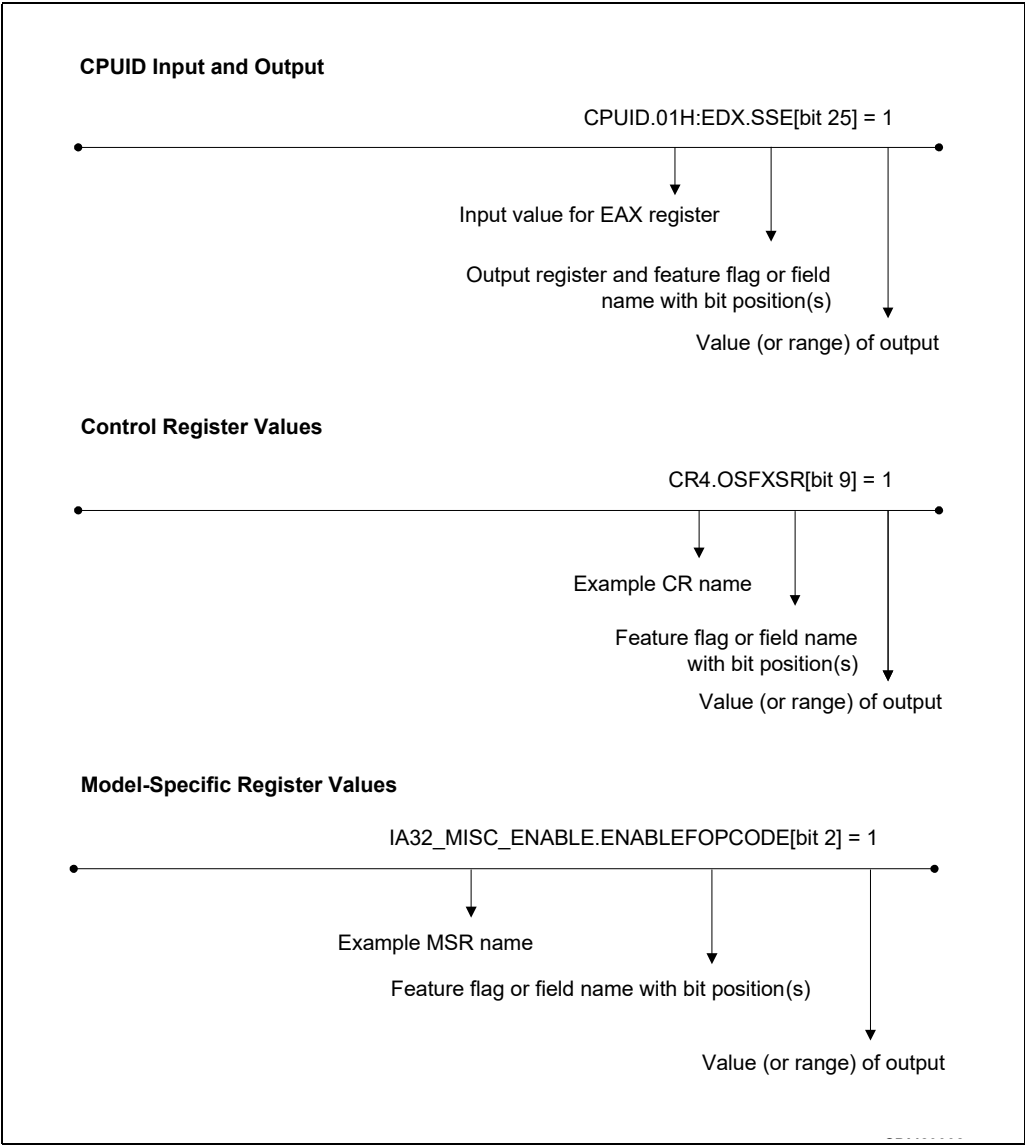 CPUID Input and Output
CPUID.01H:EDX.SSE[bit 25] = 1
Input value for EAX register
Output register and feature flag or field
name with bit position(s)
Value (or range) of output
Control Register Values
CR4.OSFXSR[bit 9] = 1
Example CR name
Feature flag or field name
with bit position(s)
Value (or range) of output
Model-Specific Register Values
IA32_MISC_ENABLE.ENABLEFOPCODE[bit 2] = 1
Example MSR name
Feature flag or field name with bit position(s)
Value (or range) of output